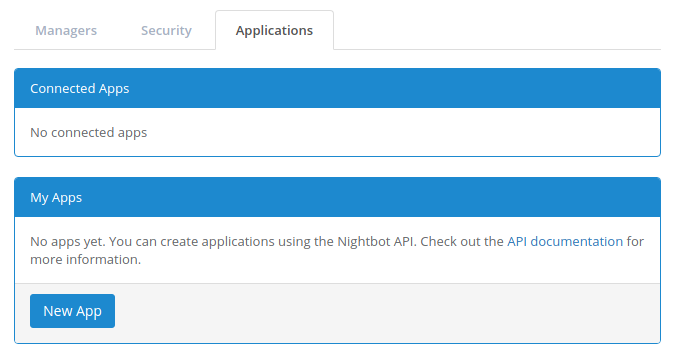 Managers Security Applications
Connected Apps
No connected apps
My Apps
No apps yet. You can create applications using the Nightbot API. Check out the API documentation for
more information.
New App